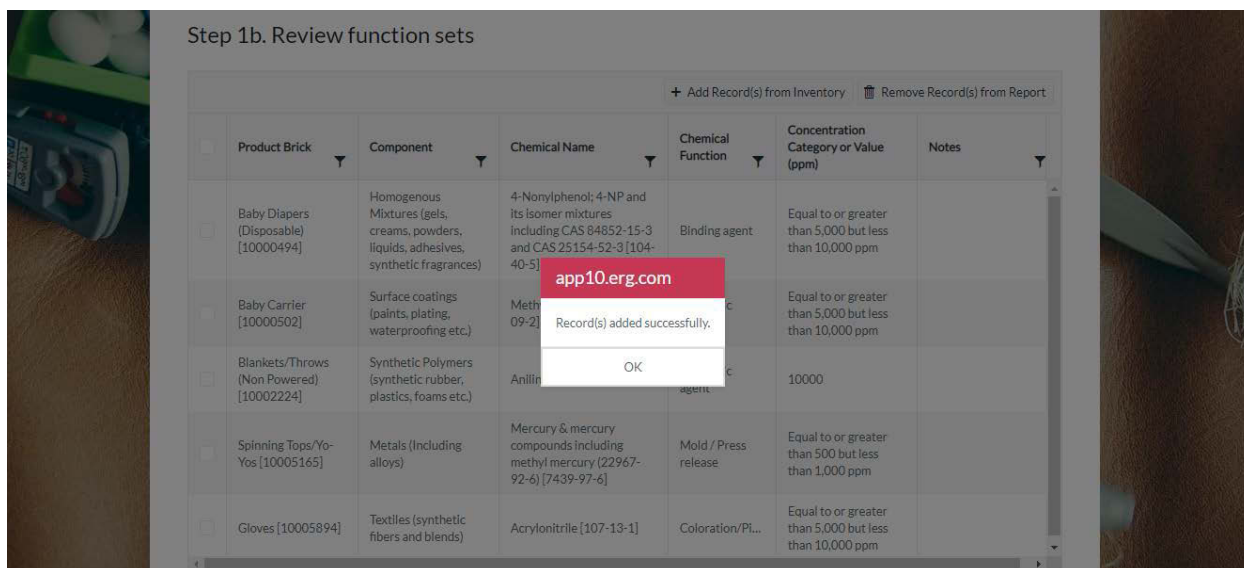 Step 1b. Review function sets
+ Add Record(s) from Inventory Remove Record(s) from Report
Product Brick
Component
Chemical Name
Chemical
Function
Concentration
Category or Value
(ppm)
Notes
Baby Diapers
(Disposable)
[10000494]
Homogenous
Mixtures (gels,
creams, powders,
liquids, adhesives,
synthetic fragrances)
4-Nonylphenol; 4-NP and
its isomer mixtures
including CAS 84852-15-3
and CAS 25154-52-3 [104-
40-5]
Binding agent
Equal to or greater
than 5,000 but less
than 10,000 ppm
Baby Carrier
[10000502]
Surface coatings
(paints, plating,
waterproofing etc.)
09-2]
Equal to or greater
than 5,000 but less
than 10,000 ppm
Blankets/Throws
(Non Powered)
[10002224]
Synthetic Polymers
(synthetic rubber,
plastics, foams etc.)
agent
10000
Spinning Tops/Yo-
Yos [10005165]
Metals (Including
alloys)
Mercury & mercury
compounds including
methyl mercury (22967-
92-6) [7439-97-6]
Mold / Press
release
Equal to or greater
than 500 but less
than 1,000 ppm
Gloves [10005894]
Textiles (synthetic
fibers and blends)
Acrylonitrile [107-13-1]
Coloration/Pi...
Equal to or greater
than 5,000 but less
than 10,000 ppm
app10.erg.com
Record(s) added successfully.
OK